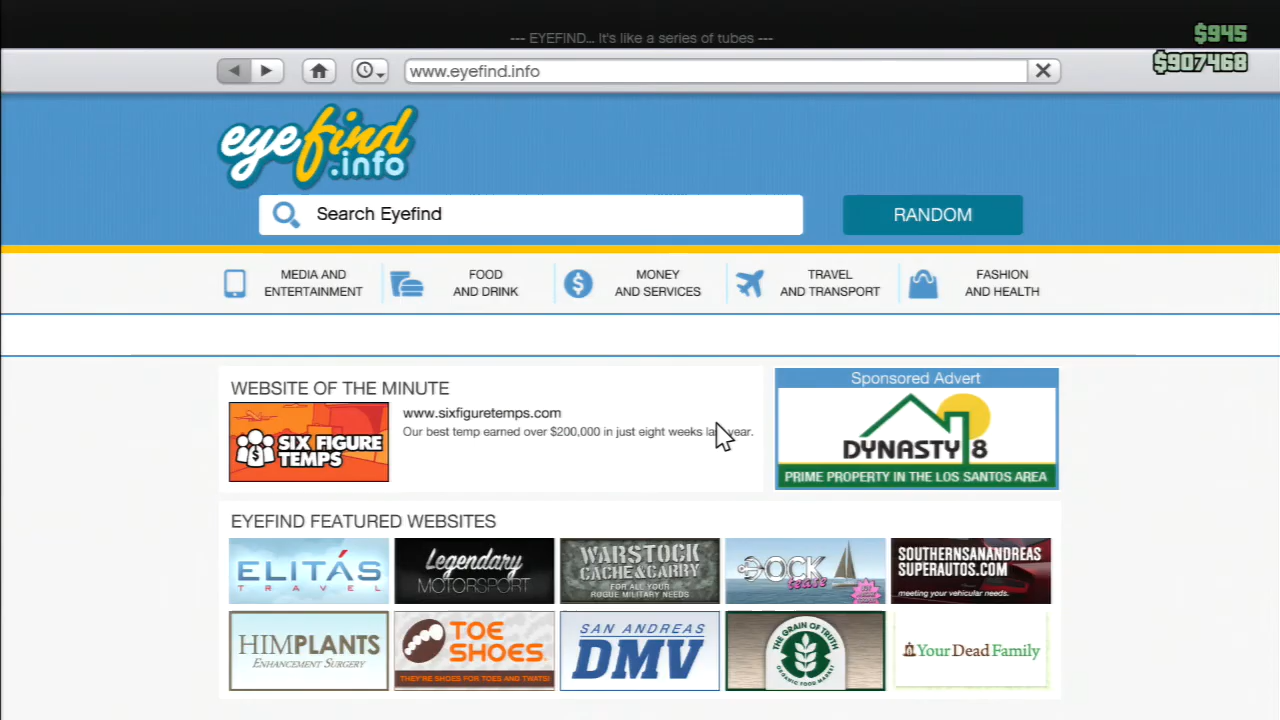 --- EYEFIND... It's like a series of tubes ---
$945
$907468
www.eyefind.info
eyefind
.info
Search Eyefind
RANDOM
MEDIA AND
ENTERTAINMENT
FOOD
AND DRINK
MONEY
AND SERVICES
TRAVEL
AND TRANSPORT
FASHION
AND HEALTH
WEBSITE OF THE MINUTE
SIX FIGURE
TEMPS
www.sixfiguretemps.com
Our best temp earned over $200,000 in just eight weeks last year.
Sponsored Advert
DYNASTY 8
PRIME PROPERTY IN THE LOS SANTOS AREA
EYEFIND FEATURED WEBSITES
ELITÁS
TRAVEL
Legendary
MOTORSPORT
WARSTOCK
CACHE & CARRY
FOR ALL YOUR
ROGUE MILITARY NEEDS
DOCK
tease
SOUTHERNSANANDREAS
SUPERAUTOS.COM
meeting your vehicular needs.
HIMPLANTS
ENHANCEMENT SURGERY
TOE
SHOES
THEY'RE SHOES FOR TOES AND TWATS!
SAN ANDREAS
DMV
THE GRAIN OF TRUTH
ORGANIC FOOD MARKET
YourDeadFamily